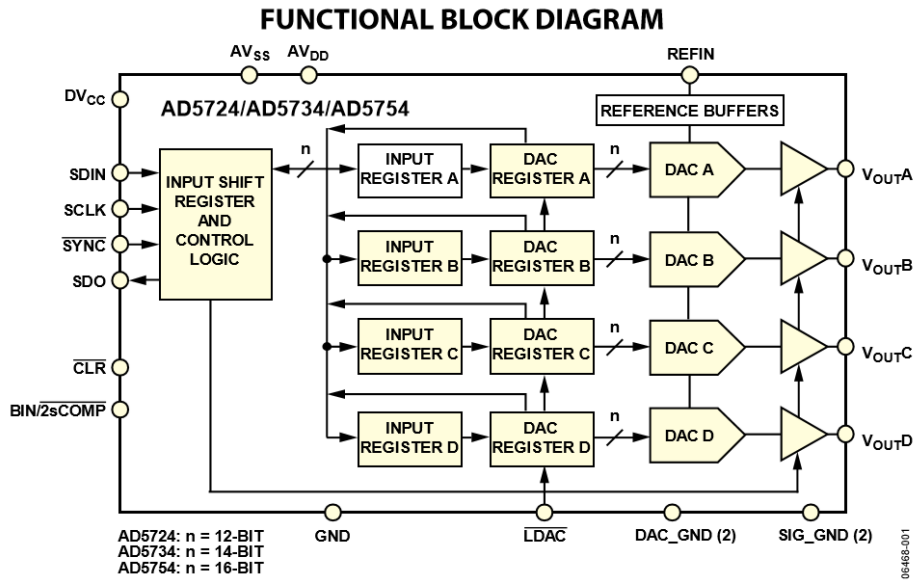 FUNCTIONAL BLOCK DIAGRAM
AVSS
AVDD
REFIN
DVCC
AD5724/AD5734/AD5754
REFERENCE BUFFERS
SDIN
SCLK
SYNC
SDO
INPUT SHIFT
REGISTER
AND
CONTROL
LOGIC
n
INPUT
REGISTER A
DAC
REGISTER A
n
DAC A
VOUTA
INPUT
REGISTER B
DAC
REGISTER B
n
DAC B
VOUTB
INPUT
REGISTER C
DAC
REGISTER C
n
DAC C
VOUTC
CLR
BIN/2sCOMP
INPUT
REGISTER D
DAC
REGISTER D
n
DAC D
VOUTD
AD5724: n = 12-BIT
AD5734: n = 14-BIT
AD5754: n = 16-BIT
GND
LDAC
DAC_GND (2)
SIG_GND (2)
06468-001